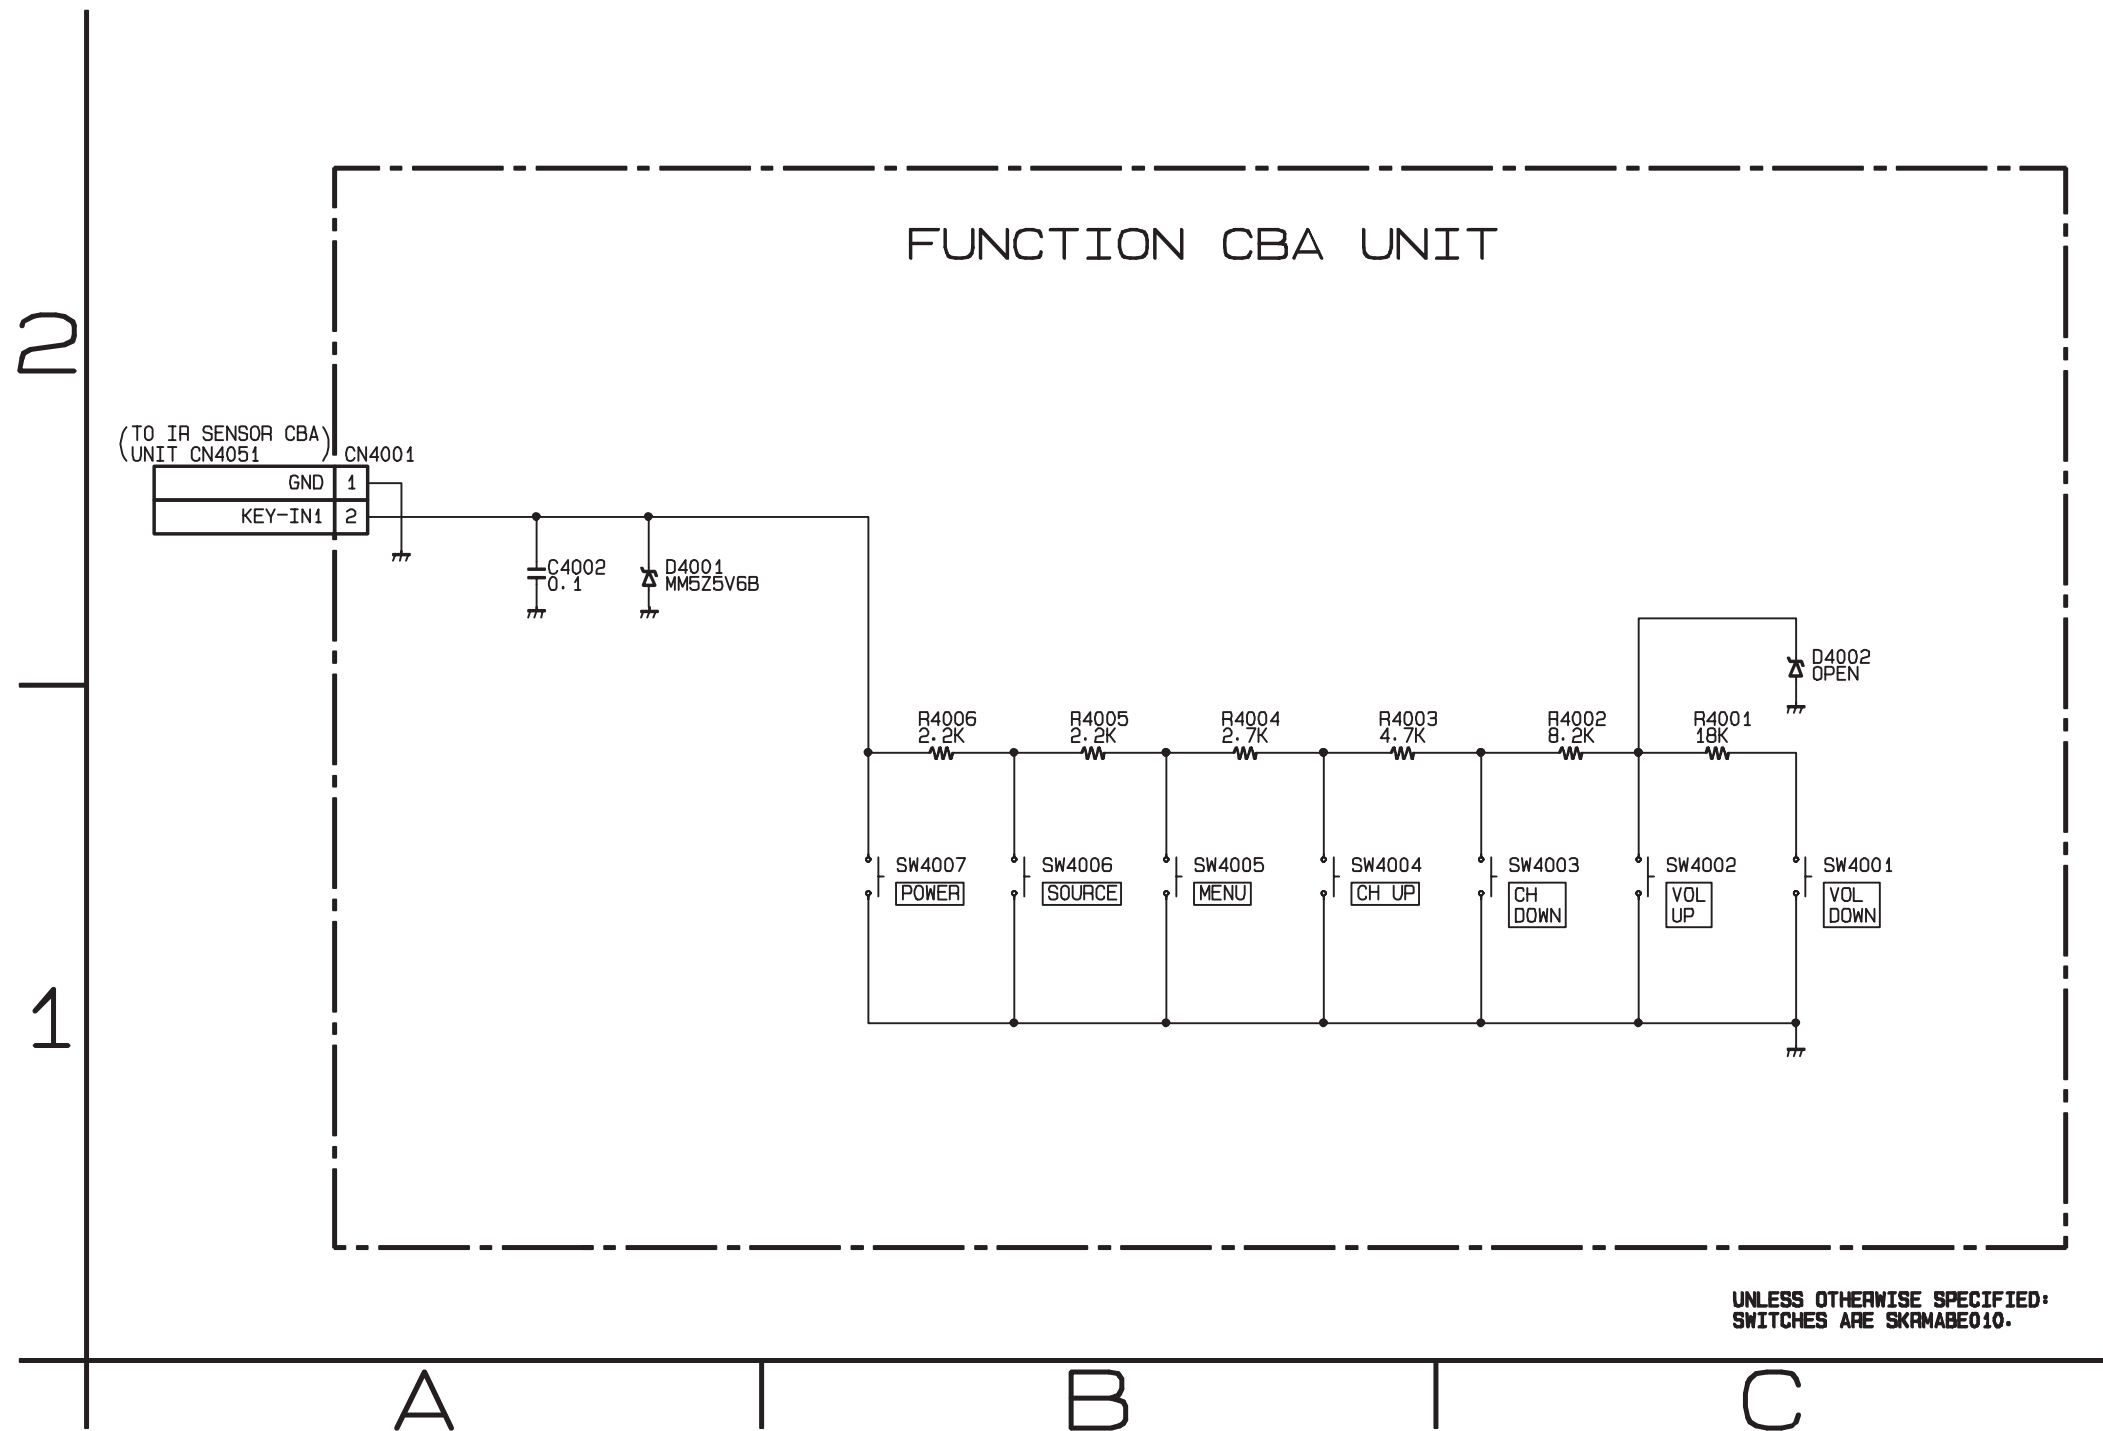 FUNCTION CBA UNIT
2
(TO IR SENSOR CBA
UNIT CN4051)
CN4001
GND 1
KEY-IN1 2
C4002
0.1
D4001
MM5Z5V6B
D4002
OPEN
R4006
2.2K
R4005
2.2K
R4004
2.7K
R4003
4.7K
R4002
8.2K
R4001
18K
SW4007
POWER
SW4006
SOURCE
SW4005
MENU
SW4004
CH UP
SW4003
CH
DOWN
SW4002
VOL
UP
SW4001
VOL
DOWN
1
UNLESS OTHERWISE SPECIFIED:
SWITCHES ARE SKRMABE010.
A B C